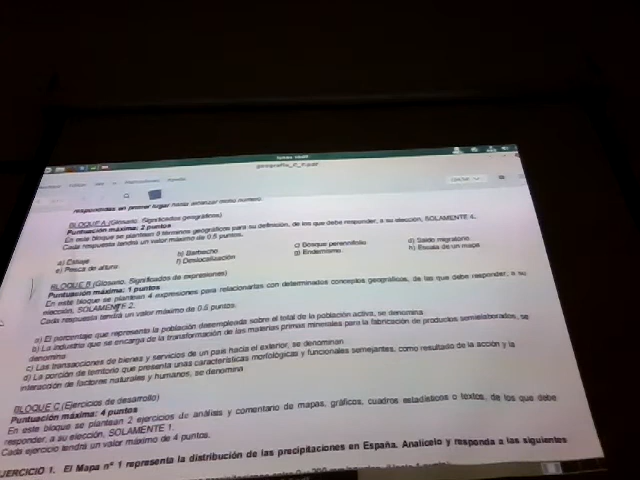 responderlas en primer lugar hasta alcanzar dicho número.
BLOQUE A (Glosario. Significados geográficos)
Puntuación máxima: 2 puntos
En este bloque se plantean 8 términos geográficos para su definición, de los que debe responder, a su elección, SOLAMENTE 4.
Cada respuesta tendrá un valor máximo de 0.5 puntos.
a) Estiaje b) Barbecho c) Bosque perennifolio d) Saldo migratorio
e) Pesca de altura f) Deslocalización g) Endemismo h) Escala de un mapa
BLOQUE B (Glosario. Significados de expresiones)
Puntuación máxima: 1 puntos
En este bloque se plantean 4 expresiones para relacionarlas con determinados conceptos geográficos, de las que debe responder, a su
elección, SOLAMENTE 2.
Cada respuesta tendrá un valor máximo de 0.5 puntos.
a) El porcentaje que representa la población desempleada sobre el total de la población activa, se denomina
b) La industria que se encarga de la transformación de las materias primas minerales para la fabricación de productos semielaborados, se
denomina
c) Las transacciones de bienes y servicios de un país hacia el exterior, se denominan
d) La porción de territorio que presenta unas características morfológicas y funcionales semejantes, como resultado de la acción y la
interacción de factores naturales y humanos, se denomina
BLOQUE C (Ejercicios de desarrollo)
Puntuación máxima: 4 puntos
En este bloque se plantean 2 ejercicios de análisis y comentario de mapas, gráficos, cuadros estadísticos o textos, de los que debe
responder, a su elección, SOLAMENTE 1.
Cada ejercicio tendrá un valor máximo de 4 puntos.
JERCICIO 1. El Mapa nº 1 representa la distribución de las precipitaciones en España. Analícelo y responda a las siguientes